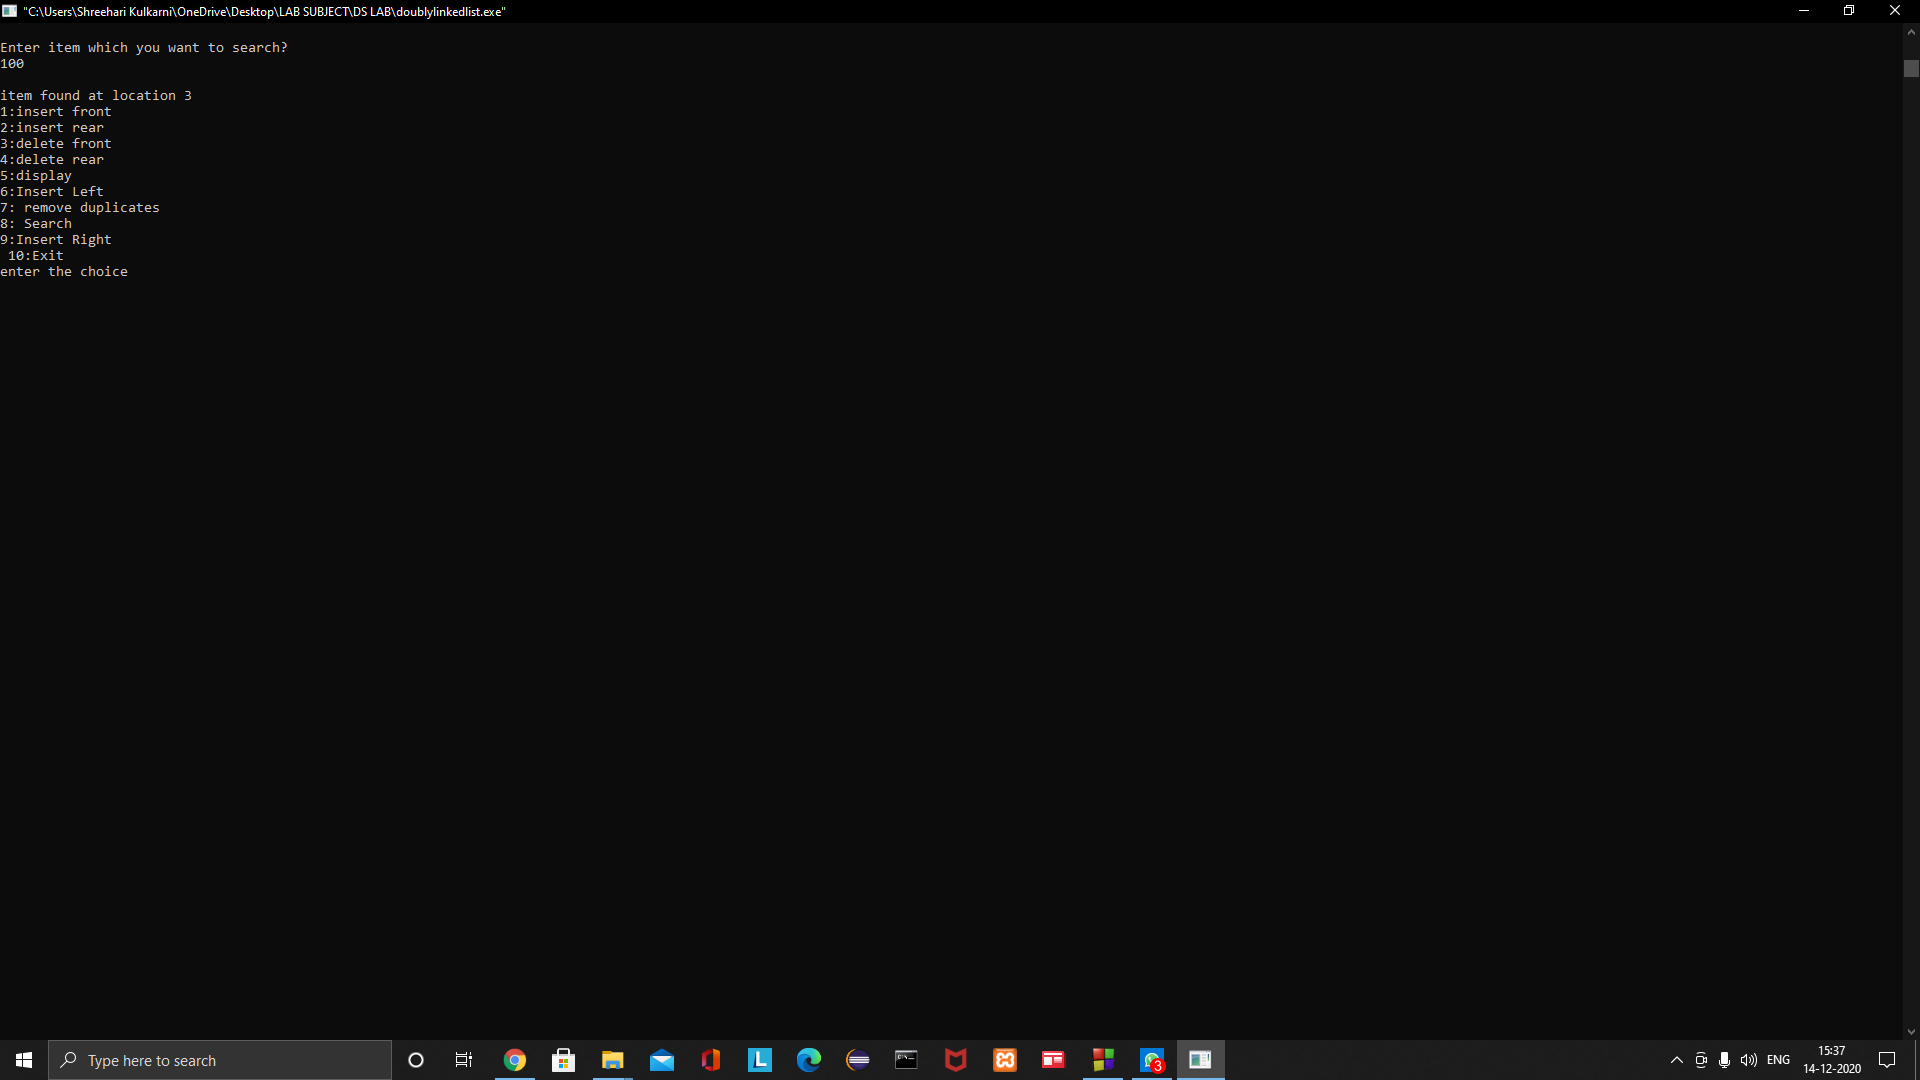 "C:\Users\Shreehari Kulkarni\OneDrive\Desktop\LAB SUBJECT\DS LAB\doublylinkedlist.exe"
Enter item which you want to search?
100
item found at location 3
1:insert front
2:insert rear
3:delete front
4:delete rear
5:display
6:Insert Left
7: remove duplicates
8: Search
9:Insert Right
10:Exit
enter the choice
Type here to search
L
3
ENG
15:37
14-12-2020